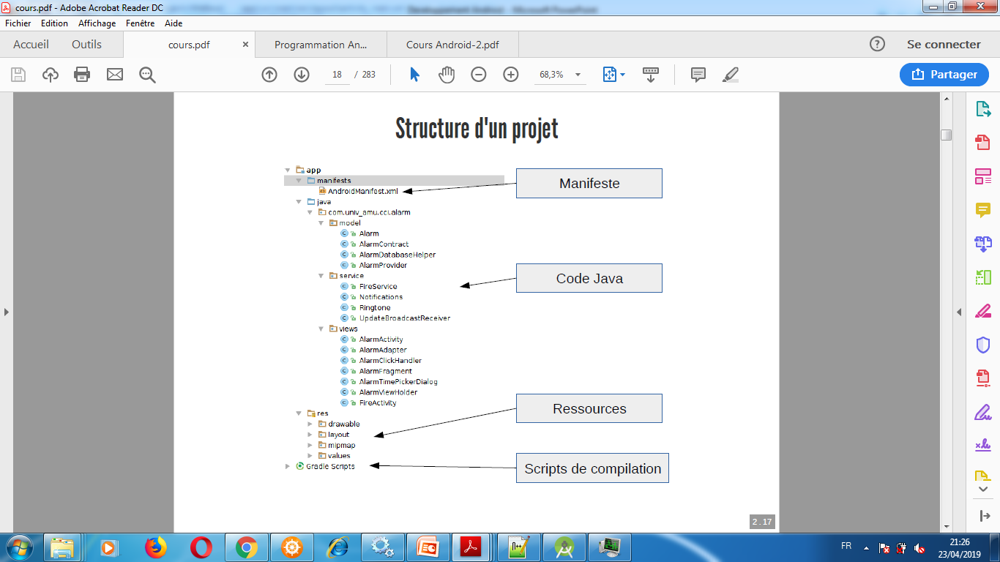 cours.pdf - Adobe Acrobat Reader DC
Fichier Edition Affichage Fenêtre Aide
Accueil Outils cours.pdf × Programmation An... Cours Android-2.pdf ? Se connecter
18 / 283 68,3% Partager
Structure d'un projet
app
manifests
Manifeste
AndroidManifest.xml
java
com.univ_amu.cci.alarm
model
Alarm
AlarmContract
AlarmDatabaseHelper
AlarmProvider
service
Code Java
FireService
Notifications
Ringtone
UpdateBroadcastReceiver
views
AlarmActivity
AlarmAdapter
AlarmClickHandler
AlarmFragment
AlarmTimePickerDialog
AlarmViewHolder
FireActivity
Ressources
res
drawable
layout
mipmap
values
Gradle Scripts
Scripts de compilation
2.17
FR
21:26
23/04/2019